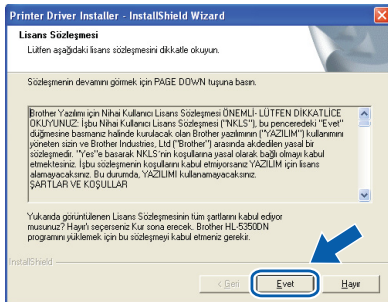 Printer Driver Installer - InstallShield Wizard
Lisans Sözleşmesi
Lütfen aşağıdaki lisans sözleşmesini dikkatle okuyun.
Sözleşmenin devamını görmek için PAGE DOWN tuşuna basın.
Brother Yazılımı için Nihai Kullanıcı Lisans Sözleşmesi ÖNEMLİ- LÜTFEN DİKKATLİCE
OKUYUNUZ: İşbu Nihai Kullanıcı Lisans Sözleşmesi ("NKLS"), bu penceredeki "Evet"
düğmesine basmanız halinde kurulacak olan Brother yazılımının ("YAZILIM") kullanımını
yöneten sizin ve Brother Industries, Ltd ("Brother") arasında akdedilen yasal bir
sözleşmedir. "Yes"e basarak NKLS'nin koşullarına yasal olarak bağlı olmayı kabul
etmektesiniz. İşbu sözleşmenin koşullarını kabul etmiyorsanız YAZILIM için lisans
alamayacaksınız. Bu durumda, YAZILIMI kullanamayacaksınız.
ŞARTLAR VE KOŞULLAR
Yukarıda görüntülenen Lisans Sözleşmesinin tüm şartlarını kabul ediyor
musunuz? Hayır'ı seçerseniz Kur sona erecek. Brother HL-5350DN
programını yüklemek için bu sözleşmeyi kabul etmeniz gerekir.
InstallShield
< Geri
Evet
Hayır